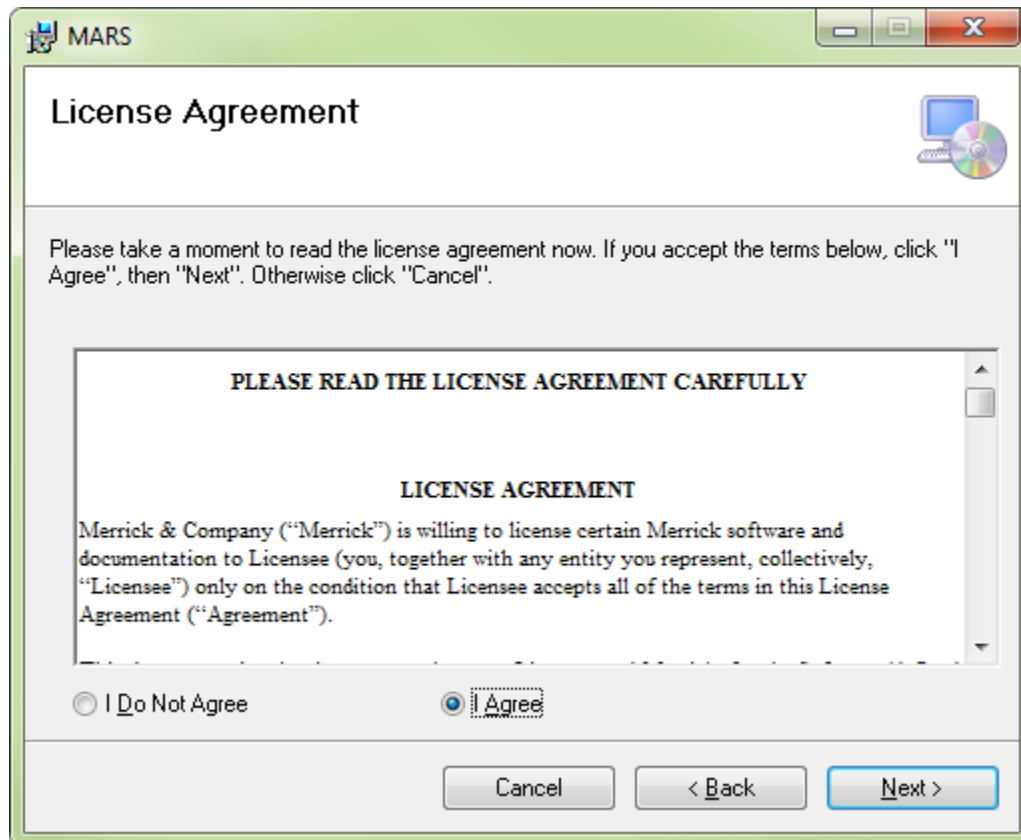 MARS
License Agreement
Please take a moment to read the license agreement now. If you accept the terms below, click "I
Agree", then "Next". Otherwise click "Cancel".
PLEASE READ THE LICENSE AGREEMENT CAREFULLY
LICENSE AGREEMENT
Merrick & Company (“Merrick”) is willing to license certain Merrick software and
documentation to Licensee (you, together with any entity you represent, collectively,
“Licensee”) only on the condition that Licensee accepts all of the terms in this License
Agreement (“Agreement”).
I Do Not Agree
I Agree
Cancel
< Back
Next >